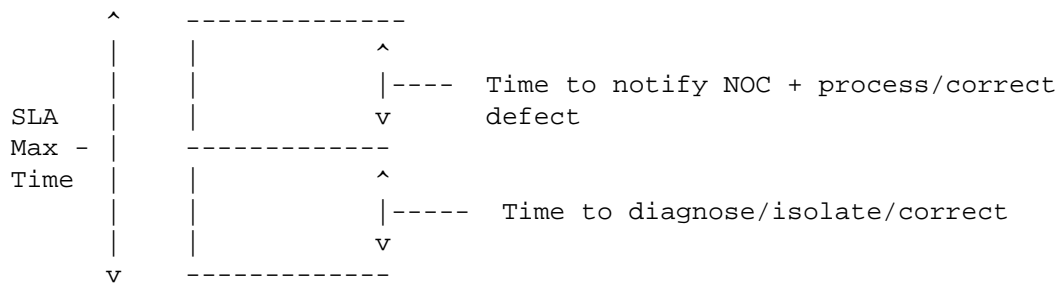 Time to notify NOC + process/correct
SLA defect
Max -
Time
Time to diagnose/isolate/correct